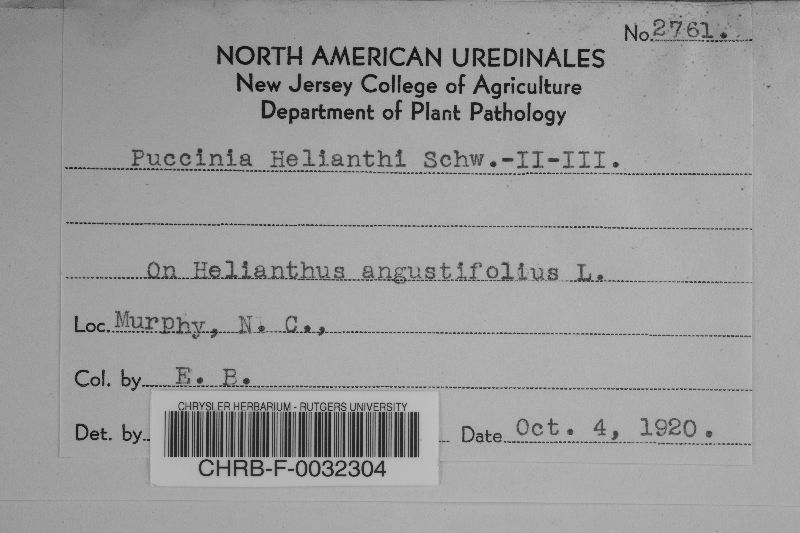 No. 2761.
NORTH AMERICAN UREDINALES
New Jersey College of Agriculture
Department of Plant Pathology
Puccinia Helianthi Schw.-II-III.
On Helianthus angustifolius L.
Loc. Murphy, N. C.,
Col. by E. B.
Det. by Date Oct. 4, 1920.
CHRYSLER HERBARIUM - RUTGERS UNIVERSITY
CHRB-F-0032304